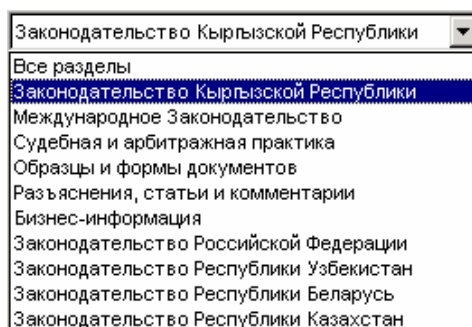 Законодательство Кыргызской Республики
Все разделы
Законодательство Кыргызской Республики
Международное Законодательство
Судебная и арбитражная практика
Образцы и формы документов
Разъяснения, статьи и комментарии
Бизнес-информация
Законодательство Российской Федерации
Законодательство Республики Узбекистан
Законодательство Республики Беларусь
Законодательство Республики Казахстан